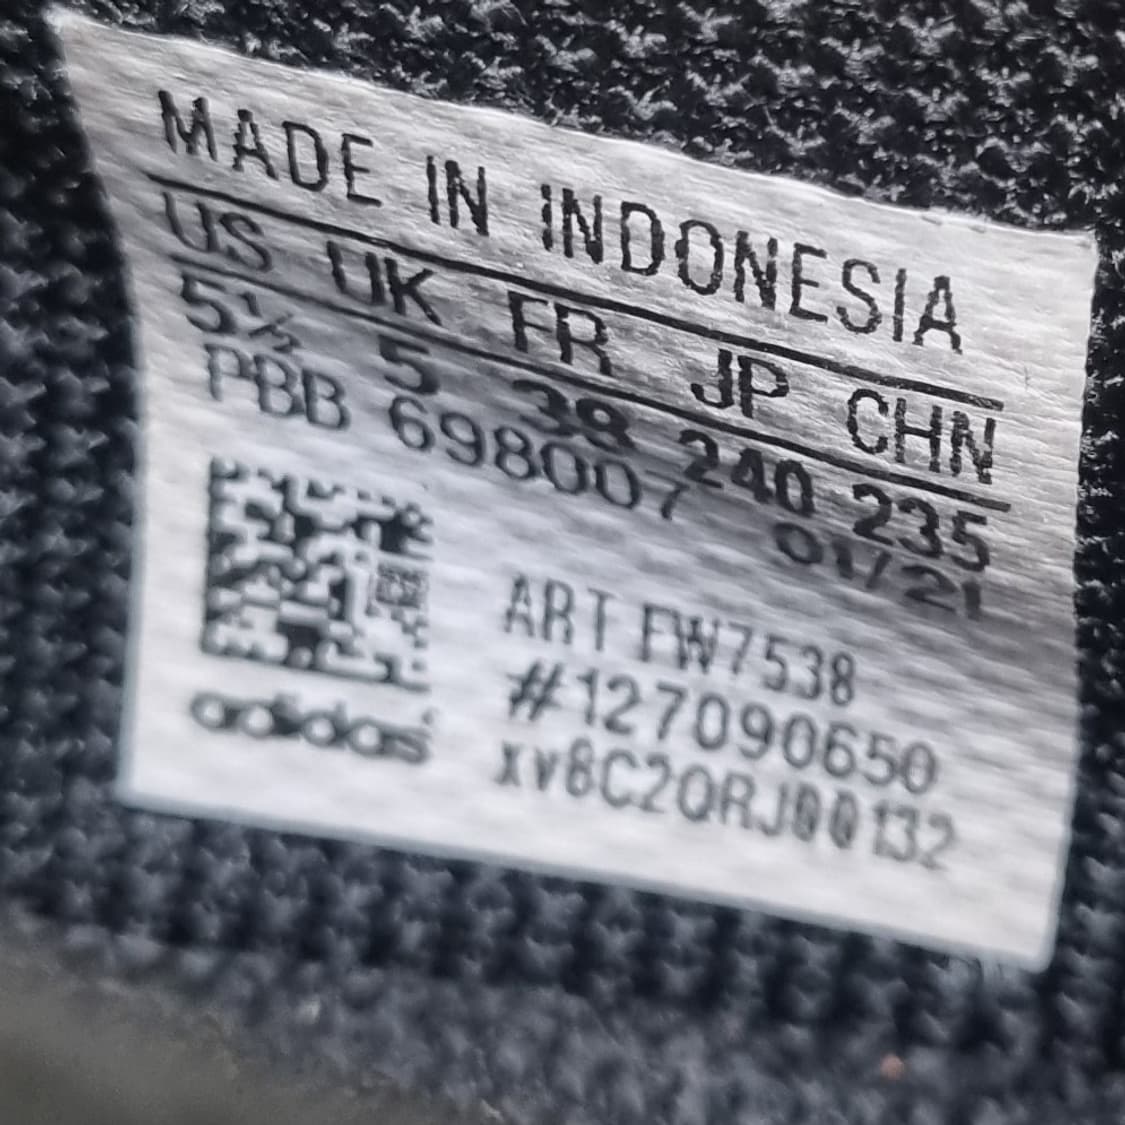 MADE IN INDONESIA
US UK FR JP CHN
5½ 5 38 240 235
PBB 698007 01/21
ART FW7538
#127090650
adidas
xv8C2QRJ00132